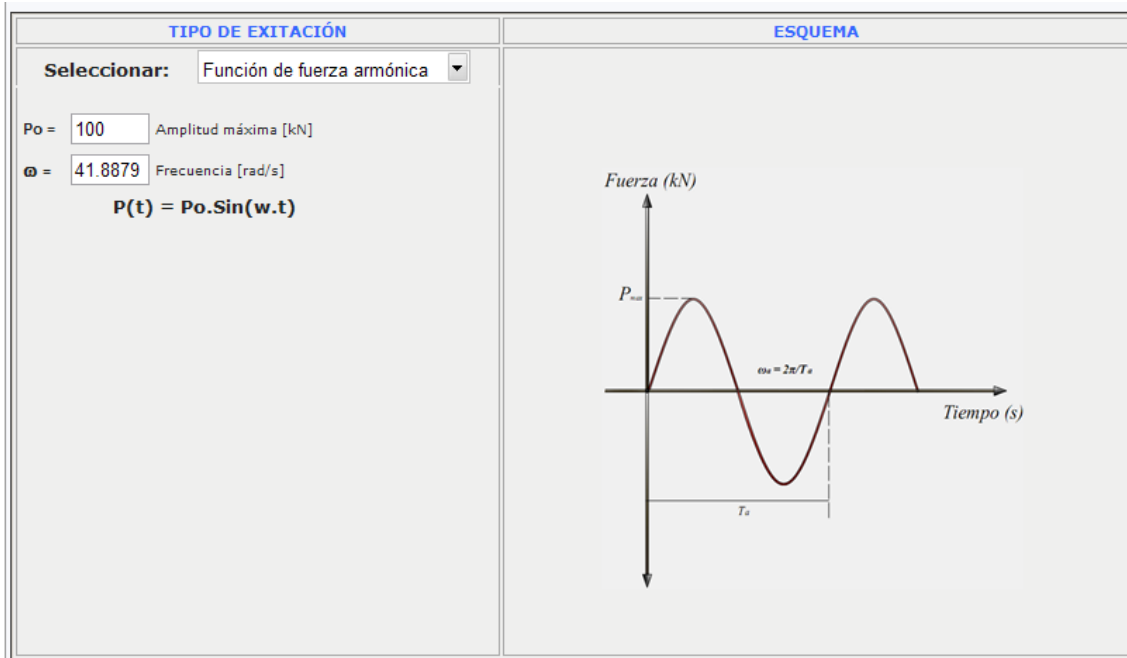 TIPO DE EXITACIÓN
ESQUEMA
Seleccionar: Función de fuerza armónica
Po = 100 Amplitud máxima [kN]
ω = 41.8879 Frecuencia [rad/s]
P(t) = Po.Sin(w.t)
Fuerza (kN)
Pmax
ωa = 2π/Ta
Tiempo (s)
Ta